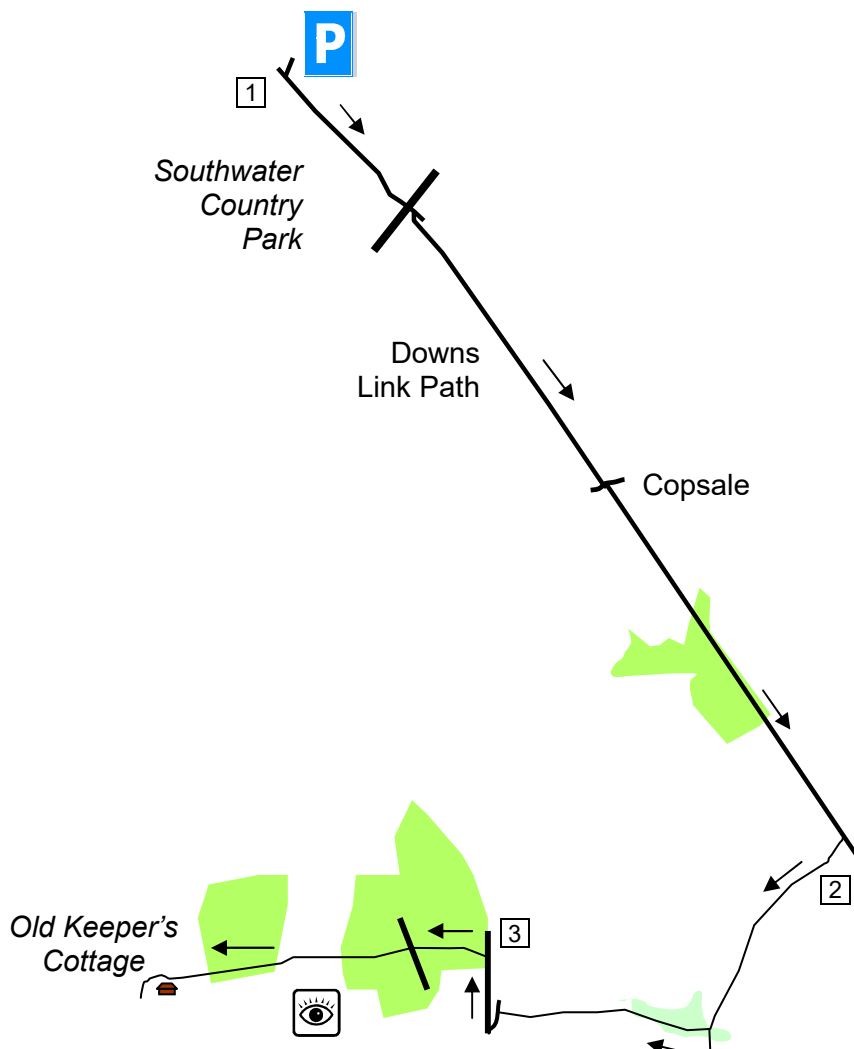 P
1
Southwater
Country
Park
Downs
Link Path
Copsale
2
3
Old Keeper’s
Cottage